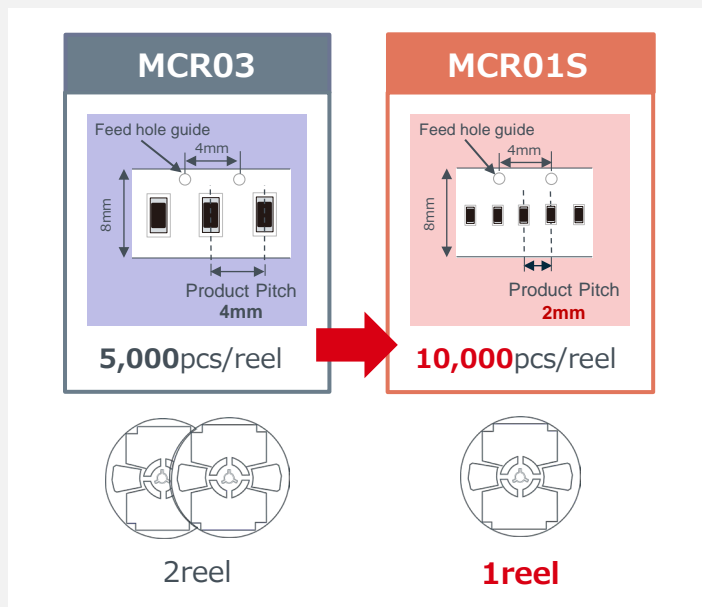 MCR03
Feed hole guide
4mm
8mm
Product Pitch
4mm
5,000pcs/reel
2reel
MCR01S
Feed hole guide
4mm
8mm
Product Pitch
2mm
10,000pcs/reel
1reel